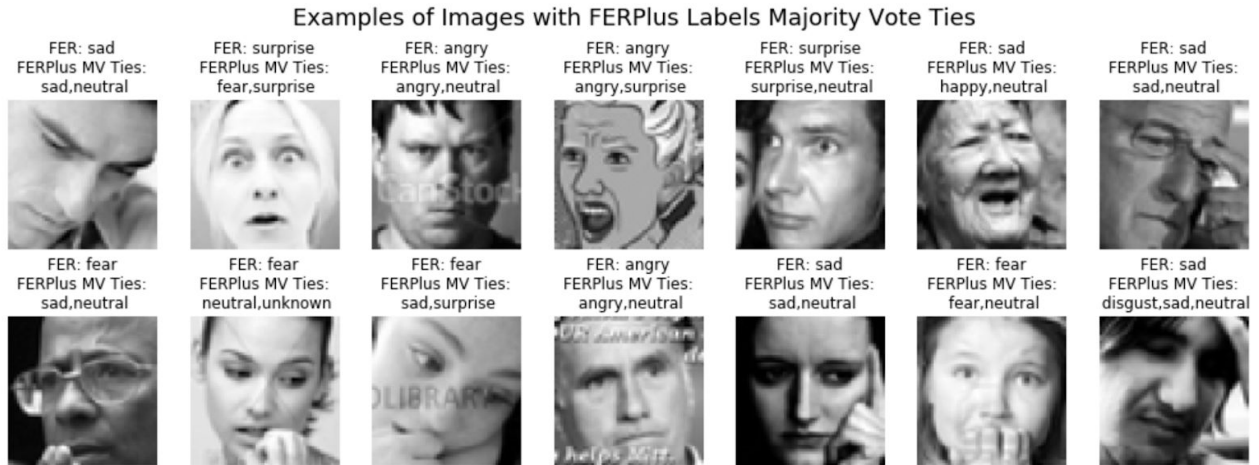 Examples of Images with FERPlus Labels Majority Vote Ties
FER: sad
FERPlus MV Ties:
sad,neutral
FER: surprise
FERPlus MV Ties:
fear,surprise
FER: angry
FERPlus MV Ties:
angry,neutral
FER: angry
FERPlus MV Ties:
angry,surprise
FER: surprise
FERPlus MV Ties:
surprise,neutral
FER: sad
FERPlus MV Ties:
happy,neutral
FER: sad
FERPlus MV Ties:
sad,neutral
CanStock
FER: fear
FERPlus MV Ties:
sad,neutral
FER: fear
FERPlus MV Ties:
neutral,unknown
FER: fear
FERPlus MV Ties:
sad,surprise
FER: angry
FERPlus MV Ties:
angry,neutral
FER: sad
FERPlus MV Ties:
sad,neutral
FER: fear
FERPlus MV Ties:
fear,neutral
FER: sad
FERPlus MV Ties:
disgust,sad,neutral
OLIBRARY
UR American
helps Mitt.